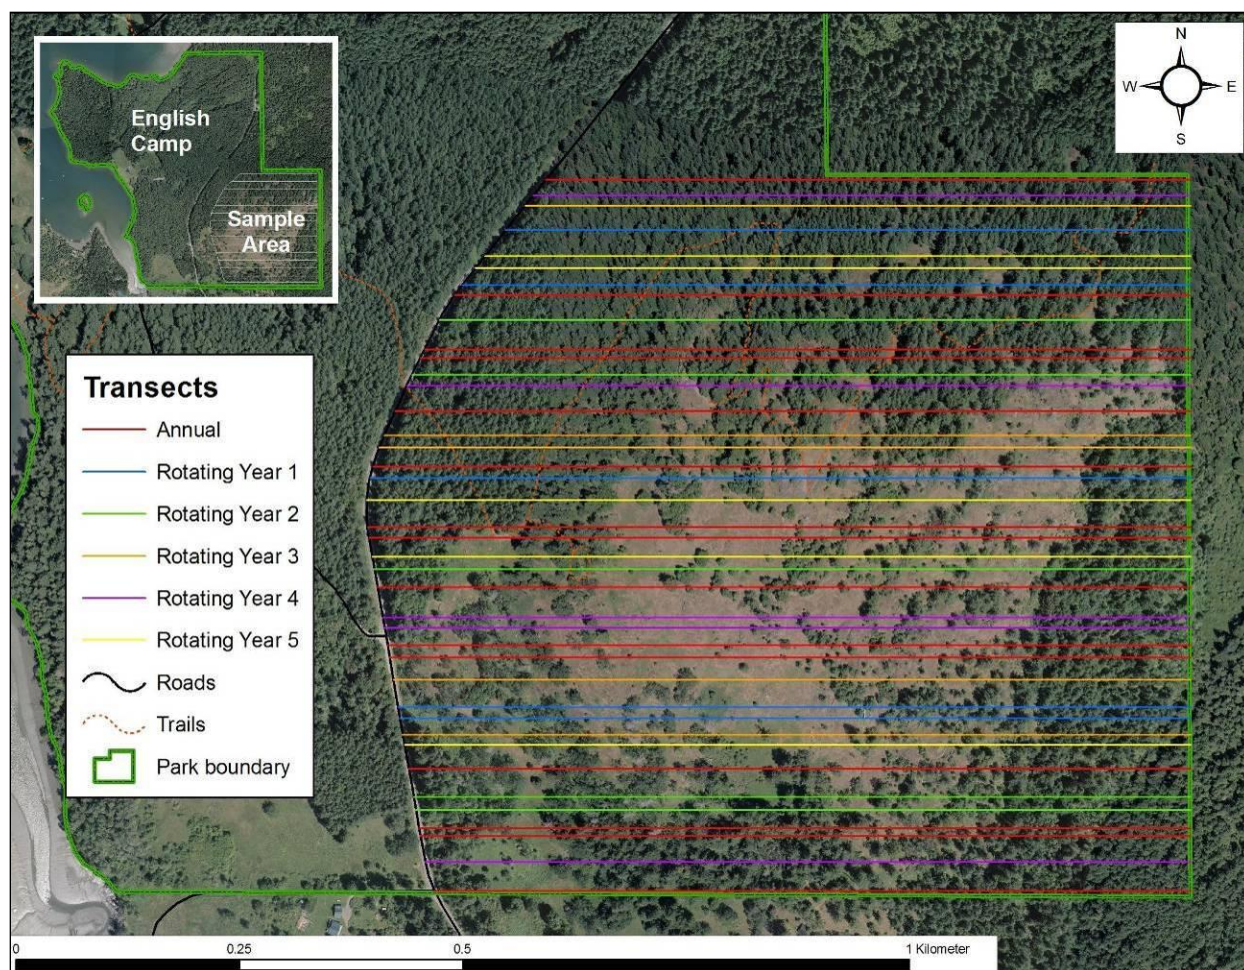 English
Camp
Sample
Area
N
W E
S
Transects
Annual
Rotating Year 1
Rotating Year 2
Rotating Year 3
Rotating Year 4
Rotating Year 5
Roads
Trails
Park boundary
0 0.25 0.5 1 Kilometer